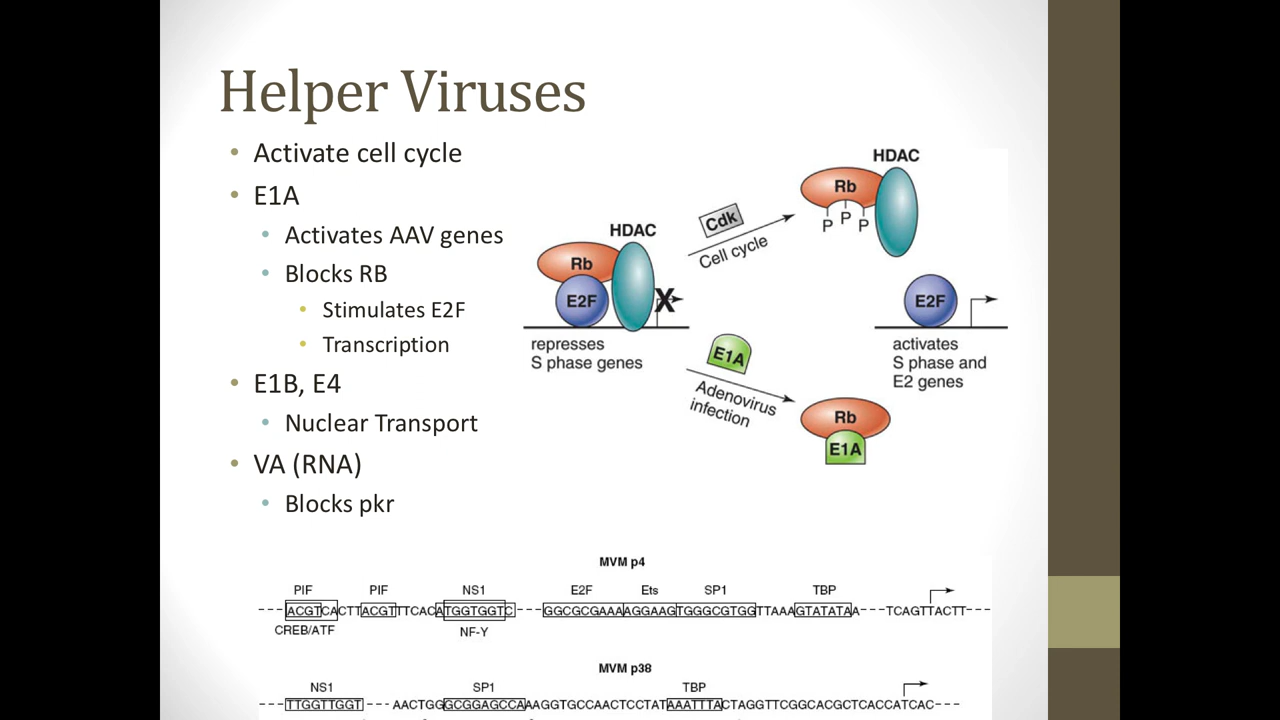 Helper Viruses
• Activate cell cycle
• E1A
• Activates AAV genes
• Blocks RB
• Stimulates E2F
• Transcription
• E1B, E4
• Nuclear Transport
• VA (RNA)
• Blocks pkr
HDAC
Rb
E2F
X
represses
S phase genes
Cdk
Cell cycle
E1A
Adenovirus
infection
HDAC
Rb
P P P
E2F
activates
S phase and
E2 genes
Rb
E1A
MVM p4
PIF PIF NS1 E2F Ets SP1 TBP
---ACGTCACTTACGTTTCACATGGTGGTC---GGCGCGAAAAGGAAGTGGGCGTGGTTAAAGTATATAA---TCAGTTACTT---
CREB/ATF NF-Y
MVM p38
NS1 SP1 TBP
---TTGGTTGGT---AACTGGGCGGAGCCAAAGGTGCCAACTCCTATAAATTTACTAGGTTCGGCACGCTCACCATCAC---